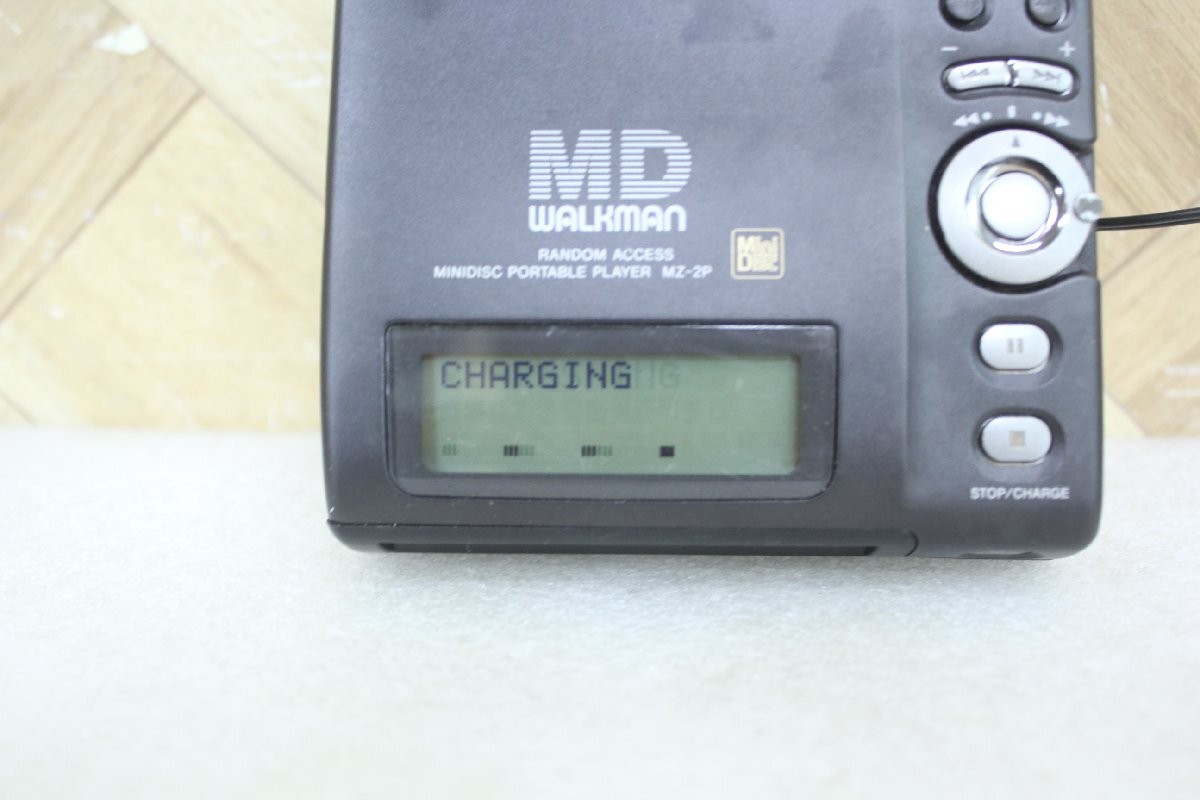 MD
WALKMAN
RANDOM ACCESS
MINIDISC PORTABLE PLAYER MZ-2P
Mini
Disc
CHARGING
− +
STOP/CHARGE